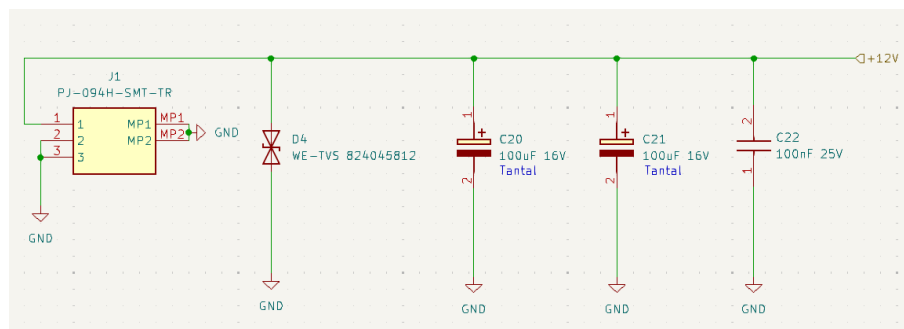 +12V
J1
PJ-094H-SMT-TR
1
2
3
1
2
3
MP1
MP2
MP1
MP2
GND
GND
D4
WE-TVS 824045812
GND
1
+
C20
100uF 16V
Tantal
2
GND
1
+
C21
100uF 16V
Tantal
2
GND
2
C22
100nF 25V
1
GND